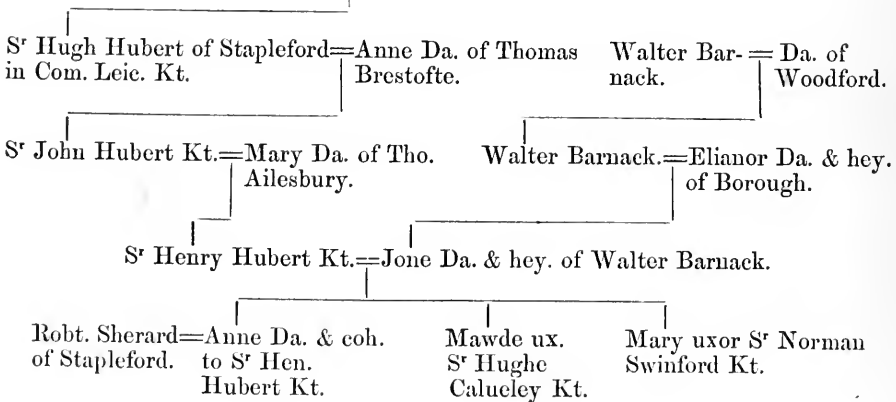 Sʳ Hugh Hubert of Stapleford=Anne Da. of Thomas Walter Bar-= Da. of
in Com. Leic. Kt. Brestofte. nack. Woodford.
Sʳ John Hubert Kt.=Mary Da. of Tho. Walter Barnack.=Elianor Da. & hey.
Ailesbury. of Borough.
Sʳ Henry Hubert Kt.=Jone Da. & hey. of Walter Barnack.
Robt. Sherard=Anne Da. & coh. Mawde ux. Mary uxor Sʳ Norman
of Stapleford. to Sʳ Hen. Sʳ Hughe Swinford Kt.
Hubert Kt. Calueley Kt.